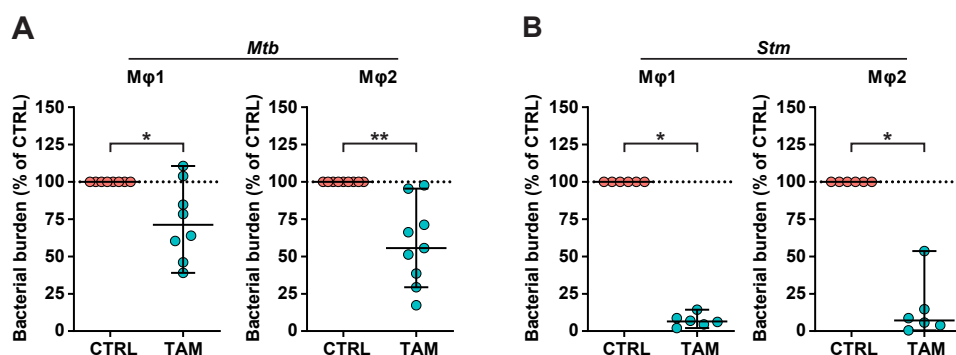 A
Mtb
Mφ1
Mφ2
Bacterial burden (% of CTRL)
150
125
100
75
50
25
0
*
CTRL TAM
Bacterial burden (% of CTRL)
150
125
100
75
50
25
0
**
CTRL TAM
B
Stm
Mφ1
Mφ2
Bacterial burden (% of CTRL)
150
125
100
75
50
25
0
*
CTRL TAM
Bacterial burden (% of CTRL)
150
125
100
75
50
25
0
*
CTRL TAM